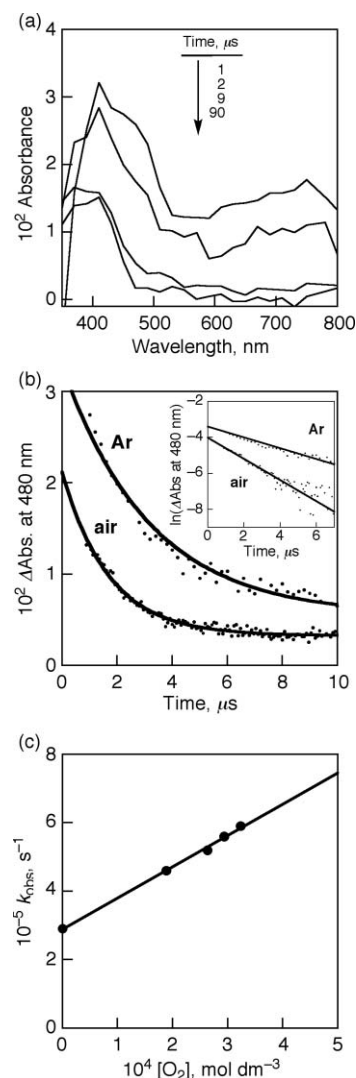 (a)
Time, μs
1
2
9
90
4
3
2
1
0
10² Absorbance
400 500 600 700 800
Wavelength, nm
(b)
3
2
1
0
10² ΔAbs. at 480 nm
Ar
air
−2
−4
−6
−8
ln(ΔAbs at 480 nm)
Ar
air
0 2 4 6
Time, μs
0 2 4 6 8 10
Time, μs
(c)
8
6
4
2
0
10⁻⁵ kobs, s⁻¹
0 1 2 3 4 5
10⁴ [O₂], mol dm⁻³